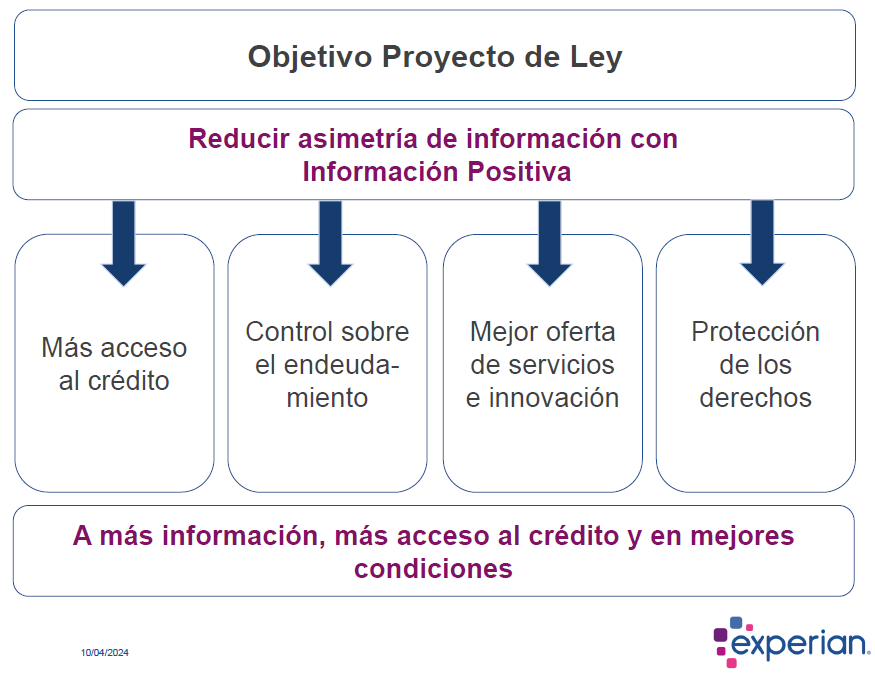 Objetivo Proyecto de Ley
Reducir asimetría de información con
Información Positiva
Más acceso
al crédito
Control sobre
el endeuda-
miento
Mejor oferta
de servicios
e innovación
Protección
de los
derechos
A más información, más acceso al crédito y en mejores
condiciones
10/04/2024
experian.